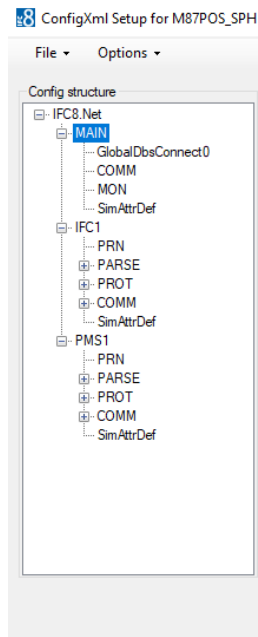 ConfigXml Setup for M87POS_SPH
File Options
Config structure
IFC8.Net
MAIN
GlobalDbsConnect0
COMM
MON
SimAttrDef
IFC1
PRN
PARSE
PROT
COMM
SimAttrDef
PMS1
PRN
PARSE
PROT
COMM
SimAttrDef